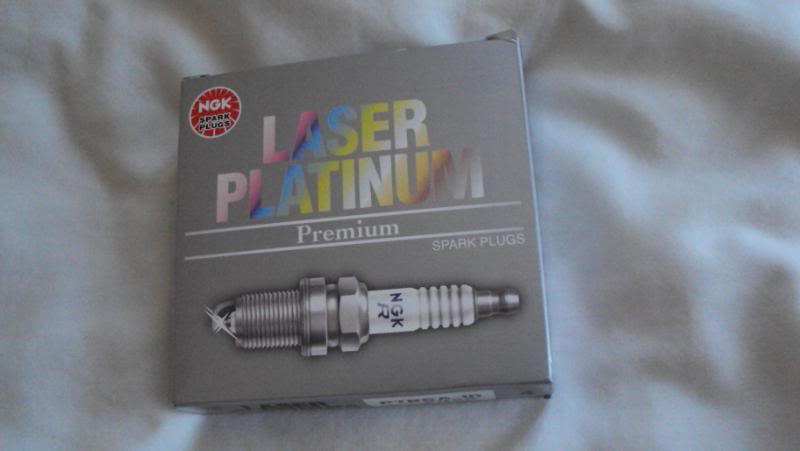 NGK
SPARK
PLUGS
LASER
PLATINUM
Premium
SPARK PLUGS
NGK
R